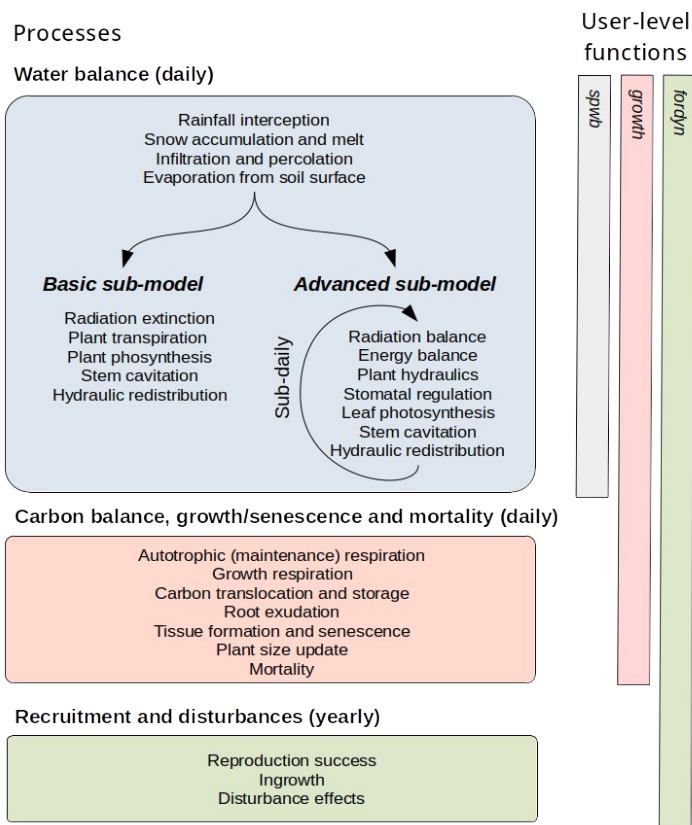 Processes
User-level
functions
Water balance (daily)
spwb
growth
fordyn
Rainfall interception
Snow accumulation and melt
Infiltration and percolation
Evaporation from soil surface
Basic sub-model
Radiation extinction
Plant transpiration
Plant phosynthesis
Stem cavitation
Hydraulic redistribution
Advanced sub-model
Sub-daily
Radiation balance
Energy balance
Plant hydraulics
Stomatal regulation
Leaf photosynthesis
Stem cavitation
Hydraulic redistribution
Carbon balance, growth/senescence and mortality (daily)
Autotrophic (maintenance) respiration
Growth respiration
Carbon translocation and storage
Root exudation
Tissue formation and senescence
Plant size update
Mortality
Recruitment and disturbances (yearly)
Reproduction success
Ingrowth
Disturbance effects